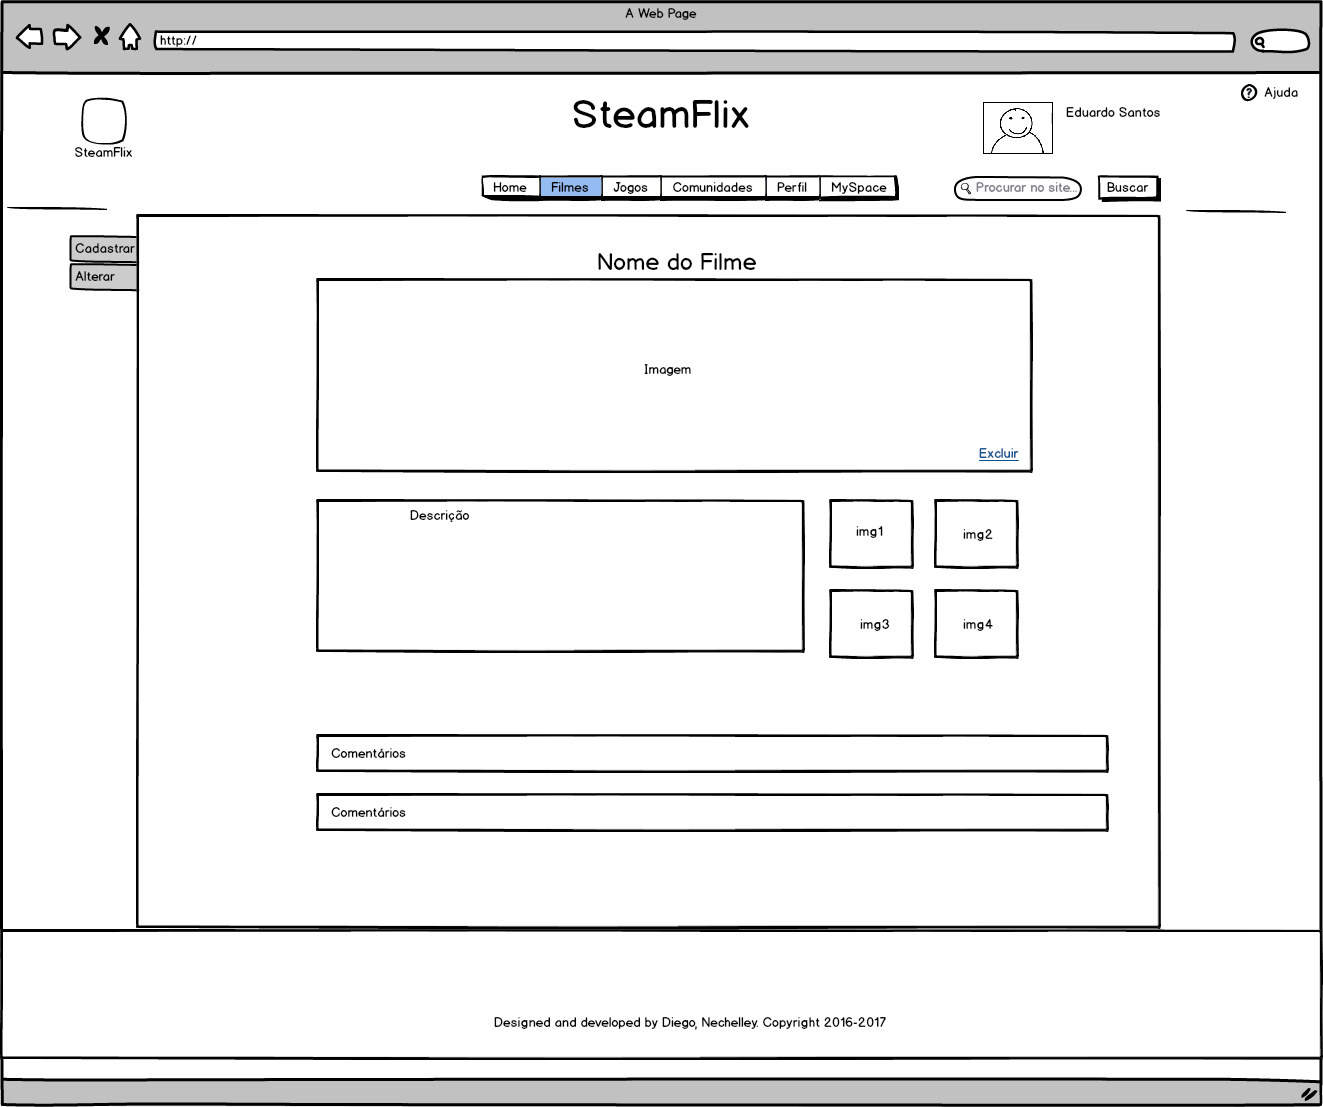 A Web Page
http://
Ajuda
SteamFlix
Eduardo Santos
SteamFlix
Home Filmes Jogos Comunidades Perfil MySpace
Procurar no site... Buscar
Cadastrar
Alterar
Nome do Filme
Imagem
Excluir
Descrição
img1 img2
img3 img4
Comentários
Comentários
Designed and developed by Diego, Nechelley. Copyright 2016-2017